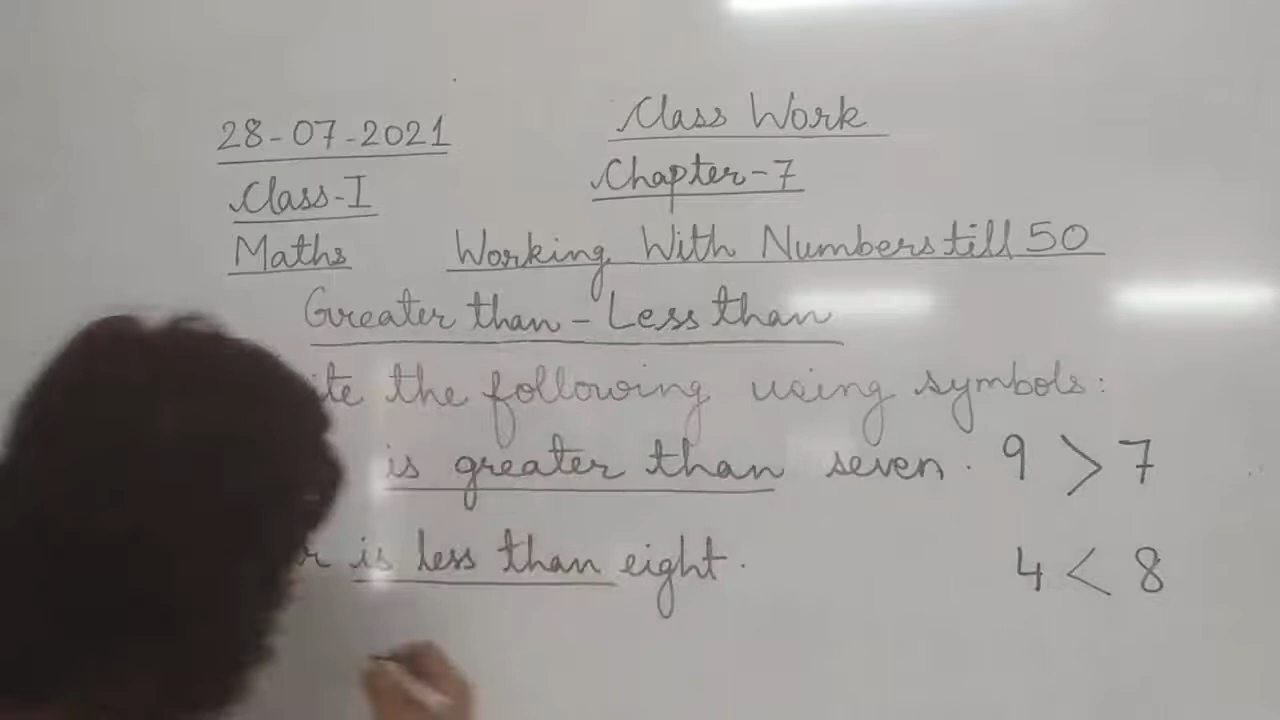 28-07-2021 Class Work
Class-I Chapter-7
Maths Working With Numbers till 50
Greater than - Less than
the following using symbols:
is greater than seven. 9 > 7
is less than eight. 4 < 8